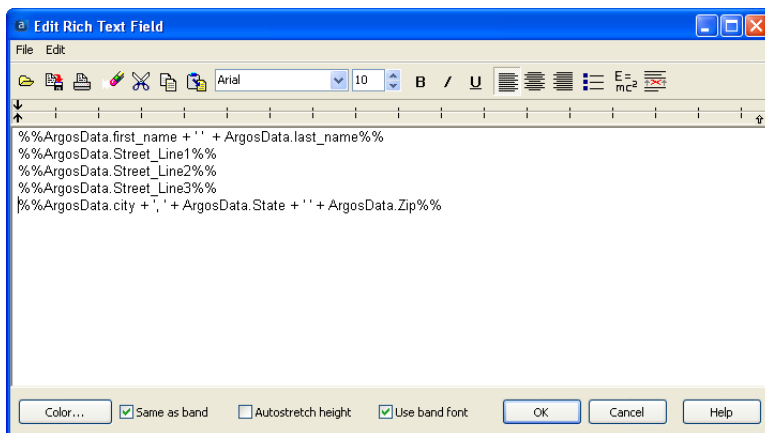 a Edit Rich Text Field
File Edit
Arial 10 B I U E= mc²
%%ArgosData.first_name + ' ' + ArgosData.last_name%%
%%ArgosData.Street_Line1%%
%%ArgosData.Street_Line2%%
%%ArgosData.Street_Line3%%
%%ArgosData.city + ', ' + ArgosData.State + ' ' + ArgosData.Zip%%
Color... Same as band Autostretch height Use band font OK Cancel Help